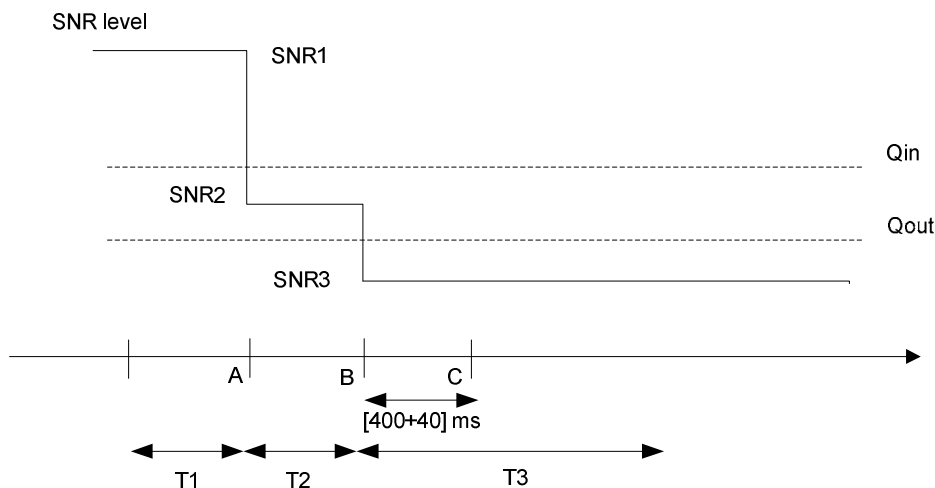 SNR level
SNR1
Qin
SNR2
Qout
SNR3
A
B
C
[400+40] ms
T1
T2
T3